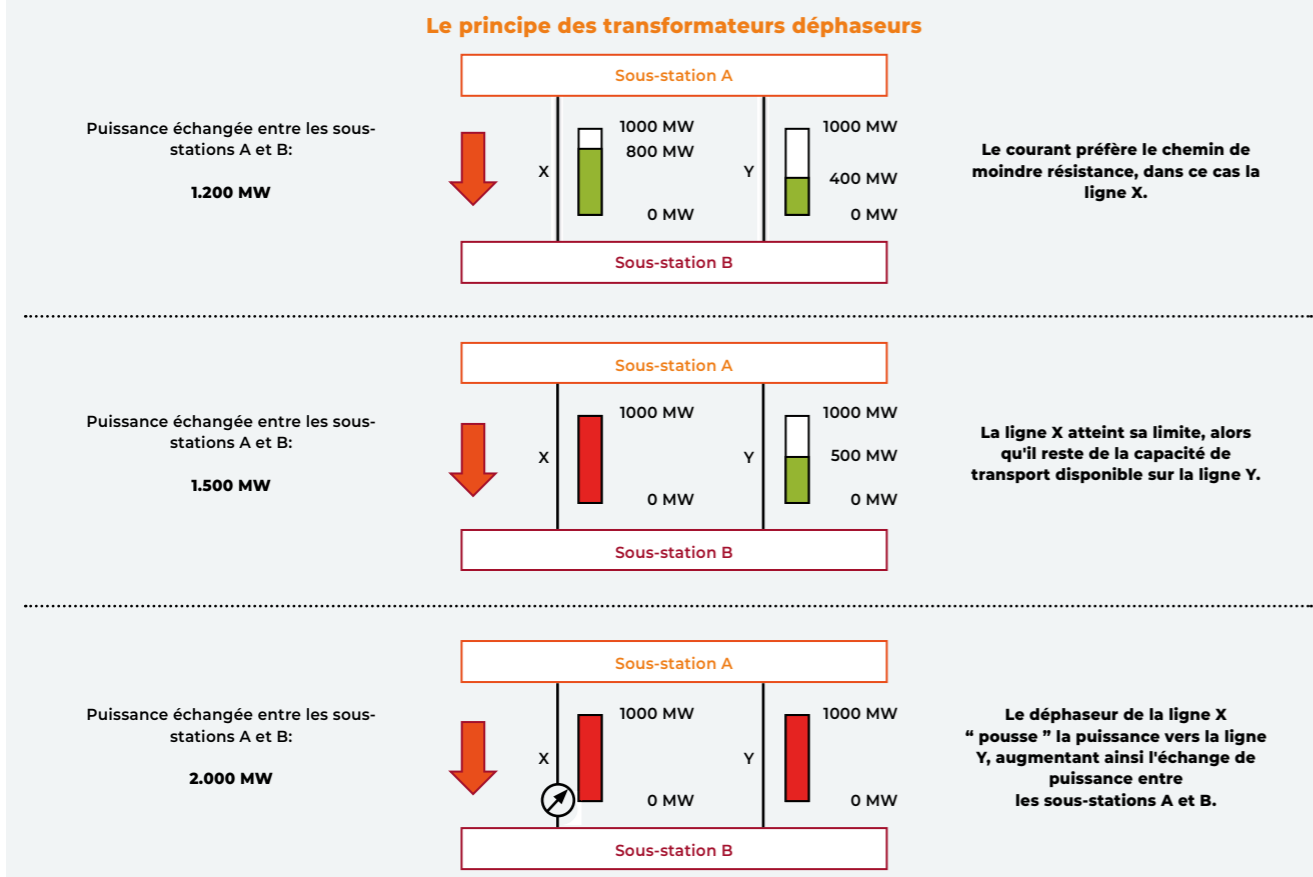 Le principe des transformateurs déphaseurs
Sous-station A
Puissance échangée entre les sous-
stations A et B:
1.200 MW
X
1000 MW
800 MW
0 MW
Y
1000 MW
400 MW
0 MW
Le courant préfère le chemin de
moindre résistance, dans ce cas la
ligne X.
Sous-station B
Sous-station A
Puissance échangée entre les sous-
stations A et B:
1.500 MW
X
1000 MW
0 MW
Y
1000 MW
500 MW
0 MW
La ligne X atteint sa limite, alors
qu'il reste de la capacité de
transport disponible sur la ligne Y.
Sous-station B
Sous-station A
Puissance échangée entre les sous-
stations A et B:
2.000 MW
X
1000 MW
0 MW
Y
1000 MW
0 MW
Le déphaseur de la ligne X
“ pousse ” la puissance vers la ligne
Y, augmentant ainsi l'échange de
puissance entre
les sous-stations A et B.
Sous-station B